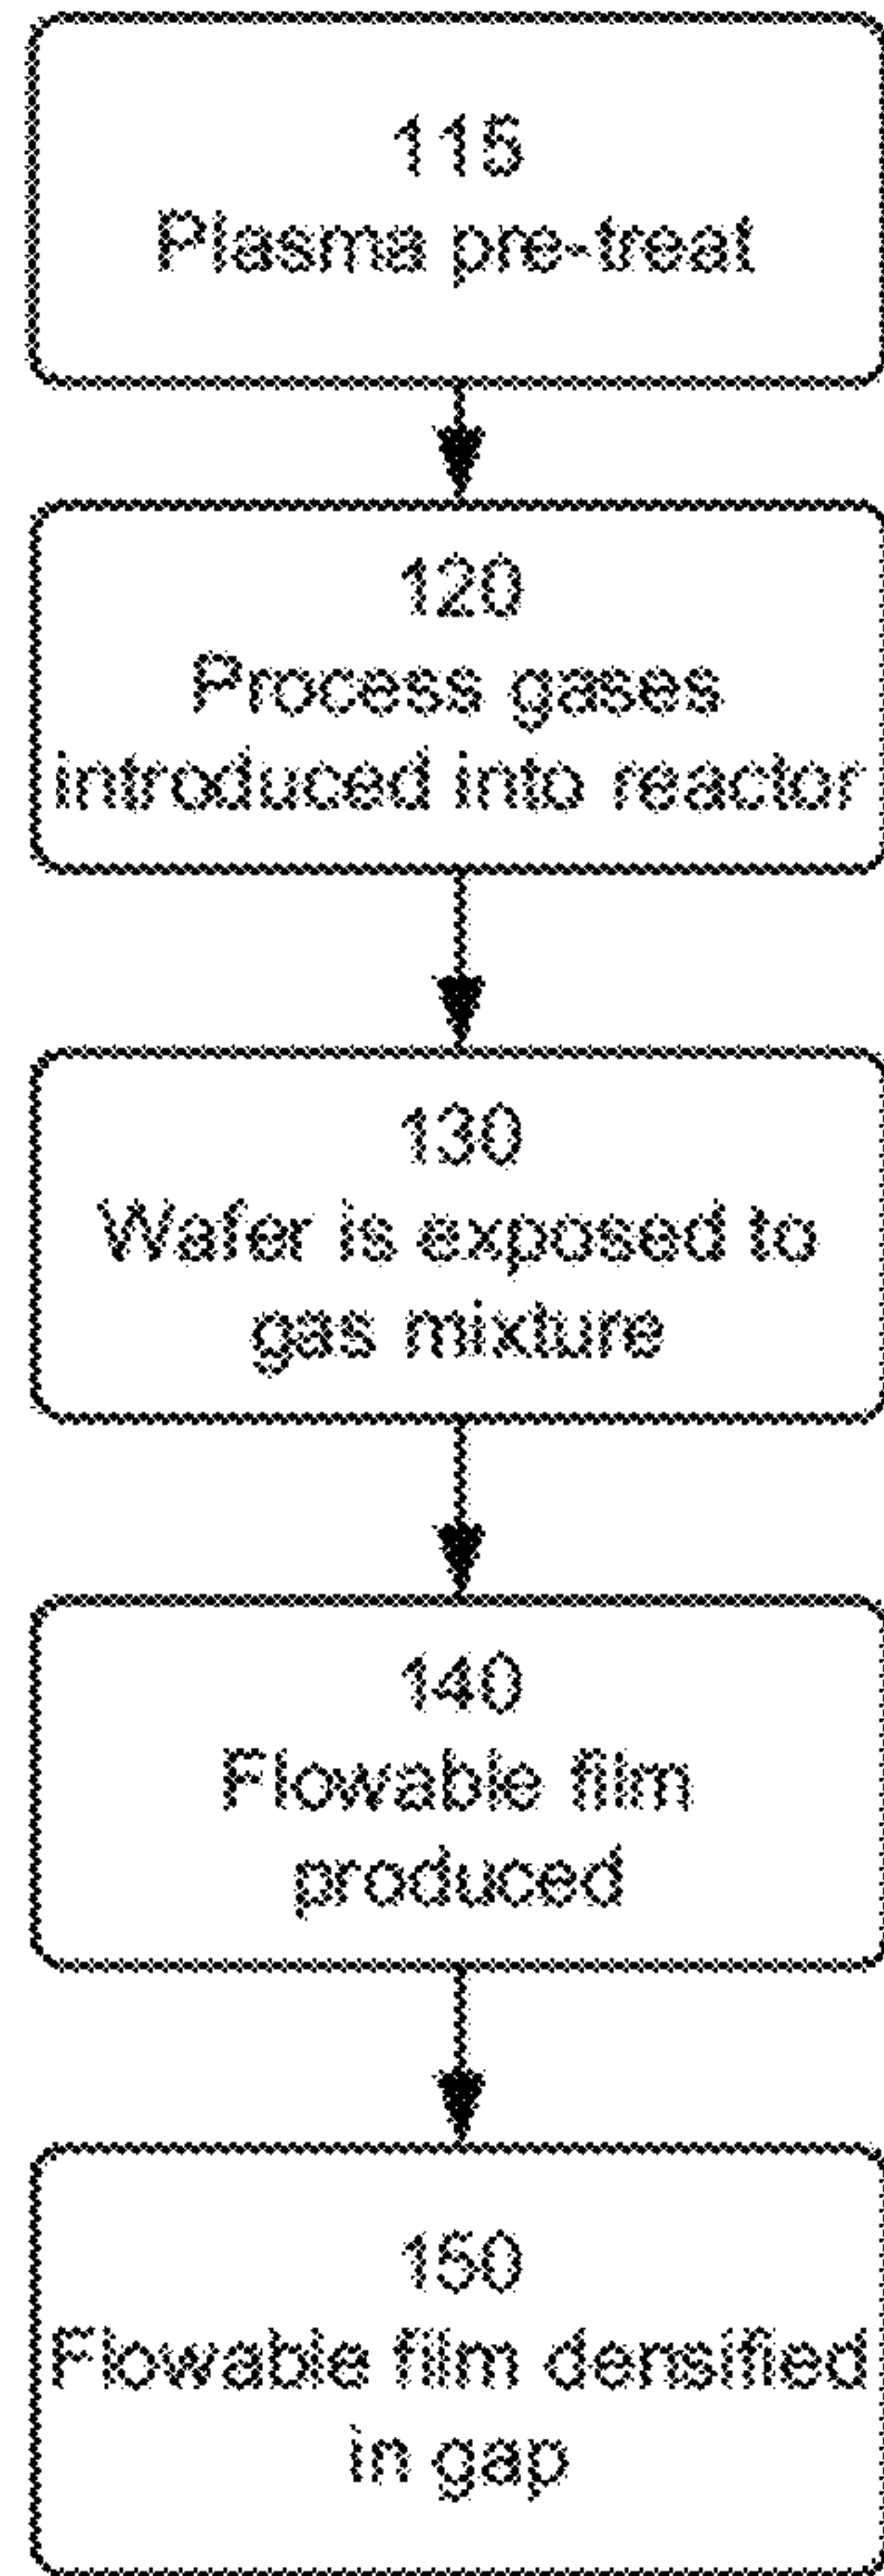 115
Plasma pre-treat
120
Process gases
introduced into reactor
130
Wafer is exposed to
gas mixture
140
Flowable film
produced
150
Flowable film densified
in gap